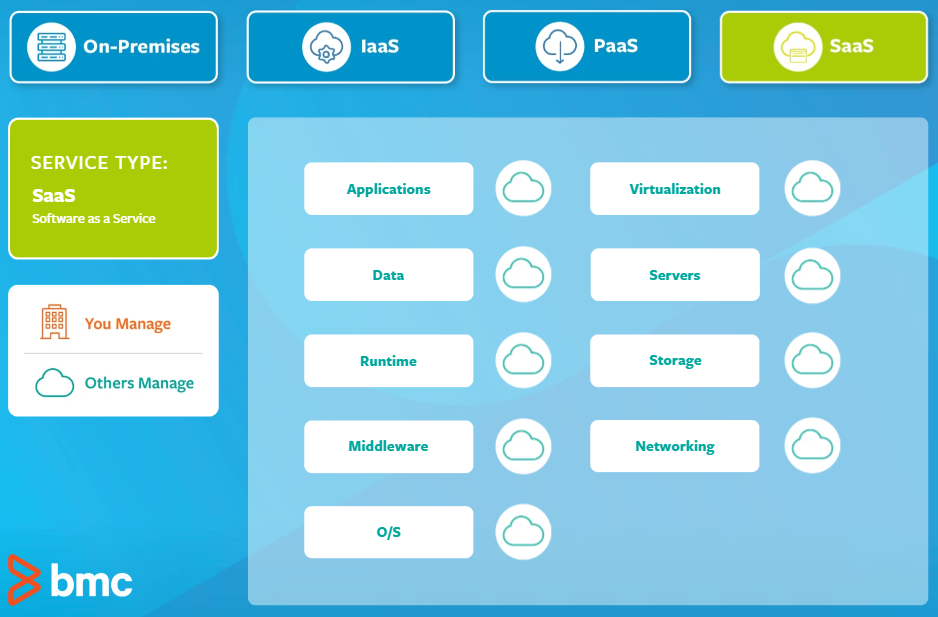 On-Premises
IaaS
PaaS
SaaS
SERVICE TYPE:
SaaS
Software as a Service
You Manage
Others Manage
Applications
Virtualization
Data
Servers
Runtime
Storage
Middleware
Networking
O/S
bmc